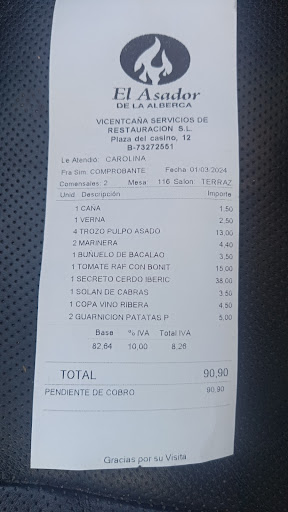 El Asador
DE LA ALBERCA
VICENTCAÑA SERVICIOS DE
RESTAURACION S.L.
Plaza del casino, 12
B-73272551
Le Atendio: CAROLINA
Fra.Sim. COMPROBANTE Fecha 01/03/2024
Comensales 2 Mesa 116 Salon: TERRAZ
Unid. Descripción Importe
1 CAÑA 1,50
1 VERNA 2,50
4 TROZO PULPO ASADO 13,00
2 MARINERA 4,40
1 BUÑUELO DE BACALAO 3,50
1 TOMATE RAF CON BONIT 15,00
1 SECRETO CERDO IBERIC 38,00
1 SOLAN DE CABRAS 3,50
1 COPA VINO RIBERA 4,50
2 GUARNICION PATATAS P 5,00
Base % IVA Total IVA
82,64 10,00 8,26
TOTAL 90,90
PENDIENTE DE COBRO 90,90
Gracias por su Visita